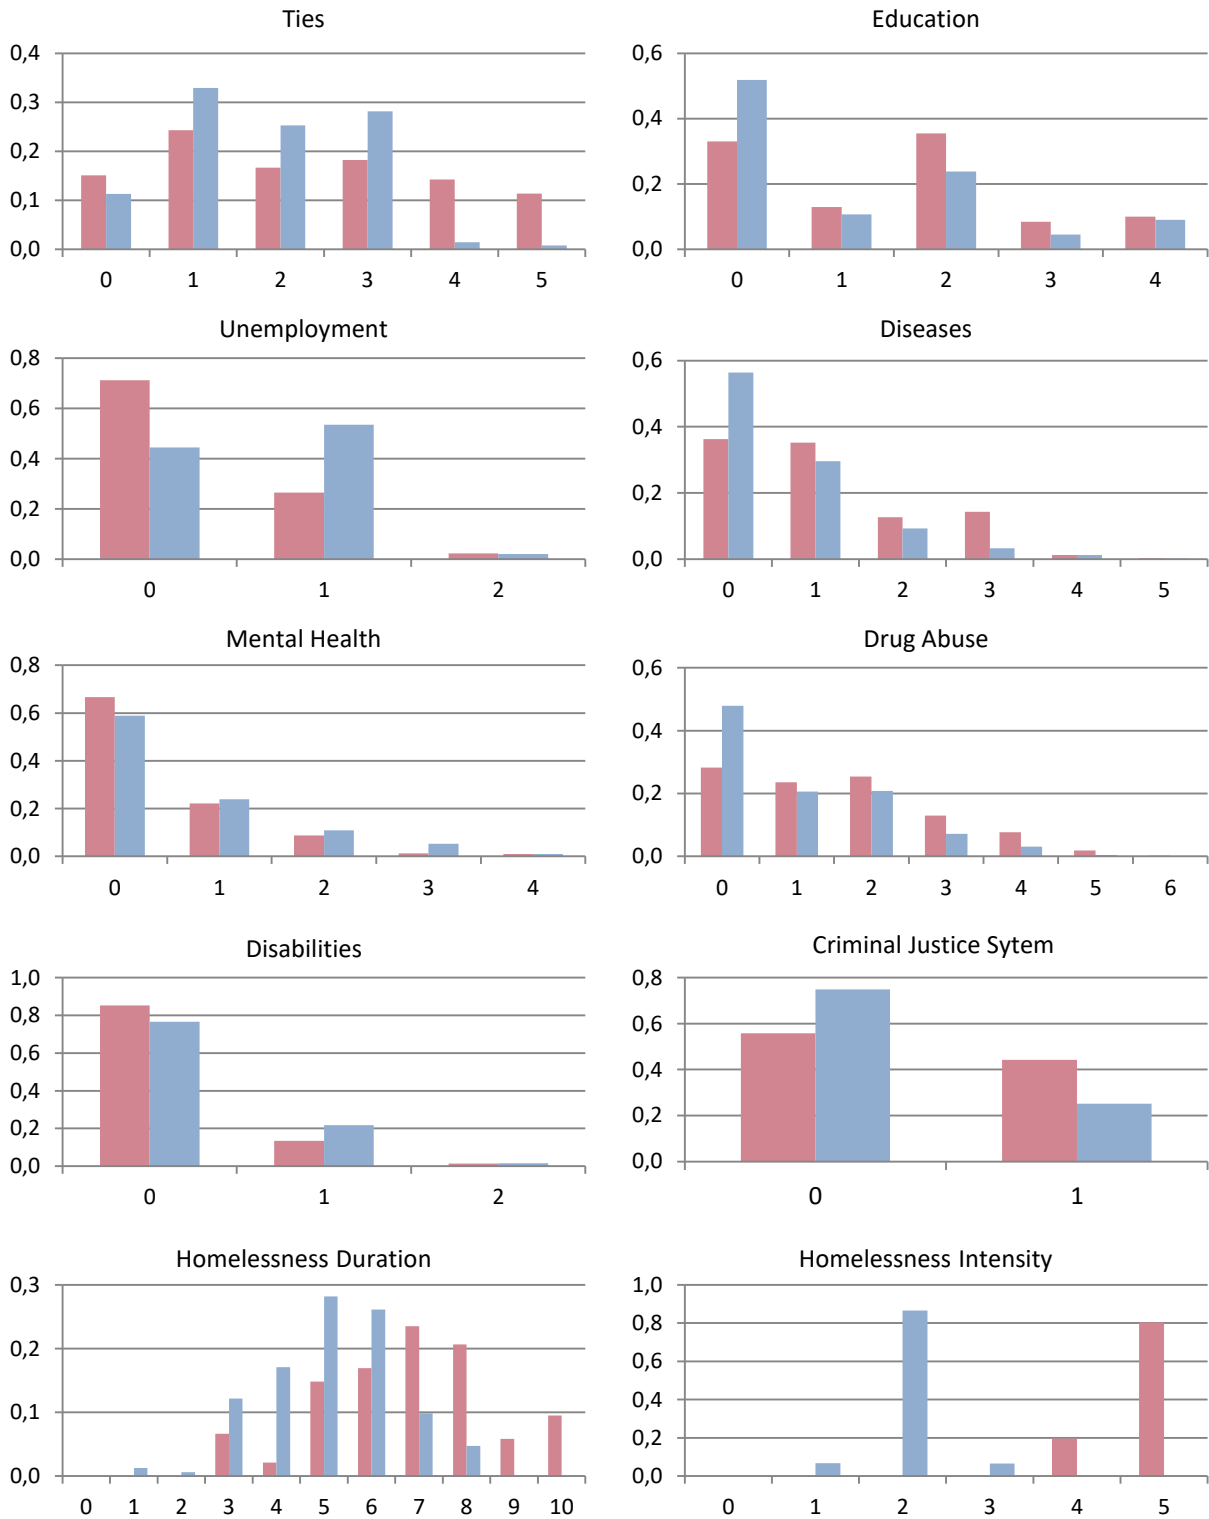 Ties
0,4
0,3
0,2
0,1
0,0
0 1 2 3 4 5
Education
0,6
0,4
0,2
0,0
0 1 2 3 4
Unemployment
0,8
0,6
0,4
0,2
0,0
0 1 2
Diseases
0,6
0,4
0,2
0,0
0 1 2 3 4 5
Mental Health
0,8
0,6
0,4
0,2
0,0
0 1 2 3 4
Drug Abuse
0,6
0,4
0,2
0,0
0 1 2 3 4 5 6
Disabilities
1,0
0,8
0,6
0,4
0,2
0,0
0 1 2
Criminal Justice Sytem
0,8
0,6
0,4
0,2
0,0
0 1
Homelessness Duration
0,3
0,2
0,1
0,0
0 1 2 3 4 5 6 7 8 9 10
Homelessness Intensity
1,0
0,8
0,6
0,4
0,2
0,0
0 1 2 3 4 5